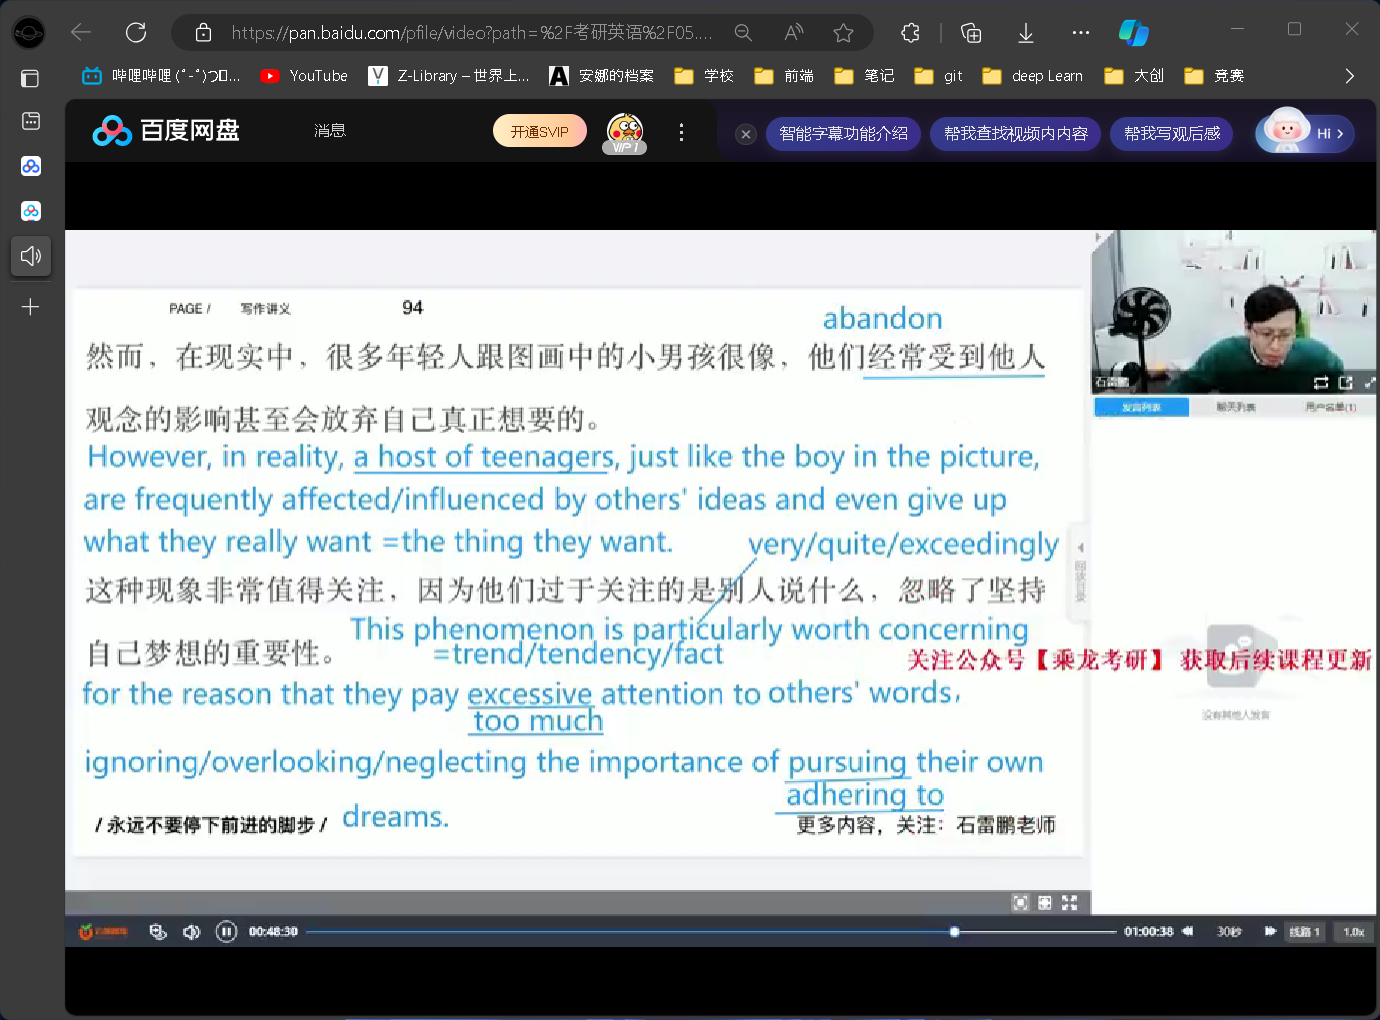 https://pan.baidu.com/pfile/video?path=%2F考研英语%2F05...
哔哩哔哩 (゜-゜)つロ...
YouTube
Z-Library – 世界上...
安娜的档案
学校
前端
笔记
git
deep Learn
大创
竞赛
百度网盘
消息
开通SVIP
VIP 1
智能字幕功能介绍
帮我查找视频内内容
帮我写观后感
Hi
PAGE / 写作讲义 94
abandon
然而，在现实中，很多年轻人跟图画中的小男孩很像，他们经常受到他人
观念的影响甚至会放弃自己真正想要的。
However, in reality, a host of teenagers, just like the boy in the picture,
are frequently affected/influenced by others' ideas and even give up
what they really want =the thing they want.
very/quite/exceedingly
这种现象非常值得关注，因为他们过于关注的是别人说什么，忽略了坚持
This phenomenon is particularly worth concerning
自己梦想的重要性。
=trend/tendency/fact
for the reason that they pay excessive attention to others' words,
too much
ignoring/overlooking/neglecting the importance of pursuing their own
adhering to
dreams.
/ 永远不要停下前进的脚步 /
更多内容，关注：石雷鹏老师
石雷鹏
发言列表
聊天列表
用户名单(1)
回放目录
关注公众号【乘龙考研】 获取后续课程更新
没有其他人发言
00:48:30
01:00:38
30秒
线路 1
1.0x